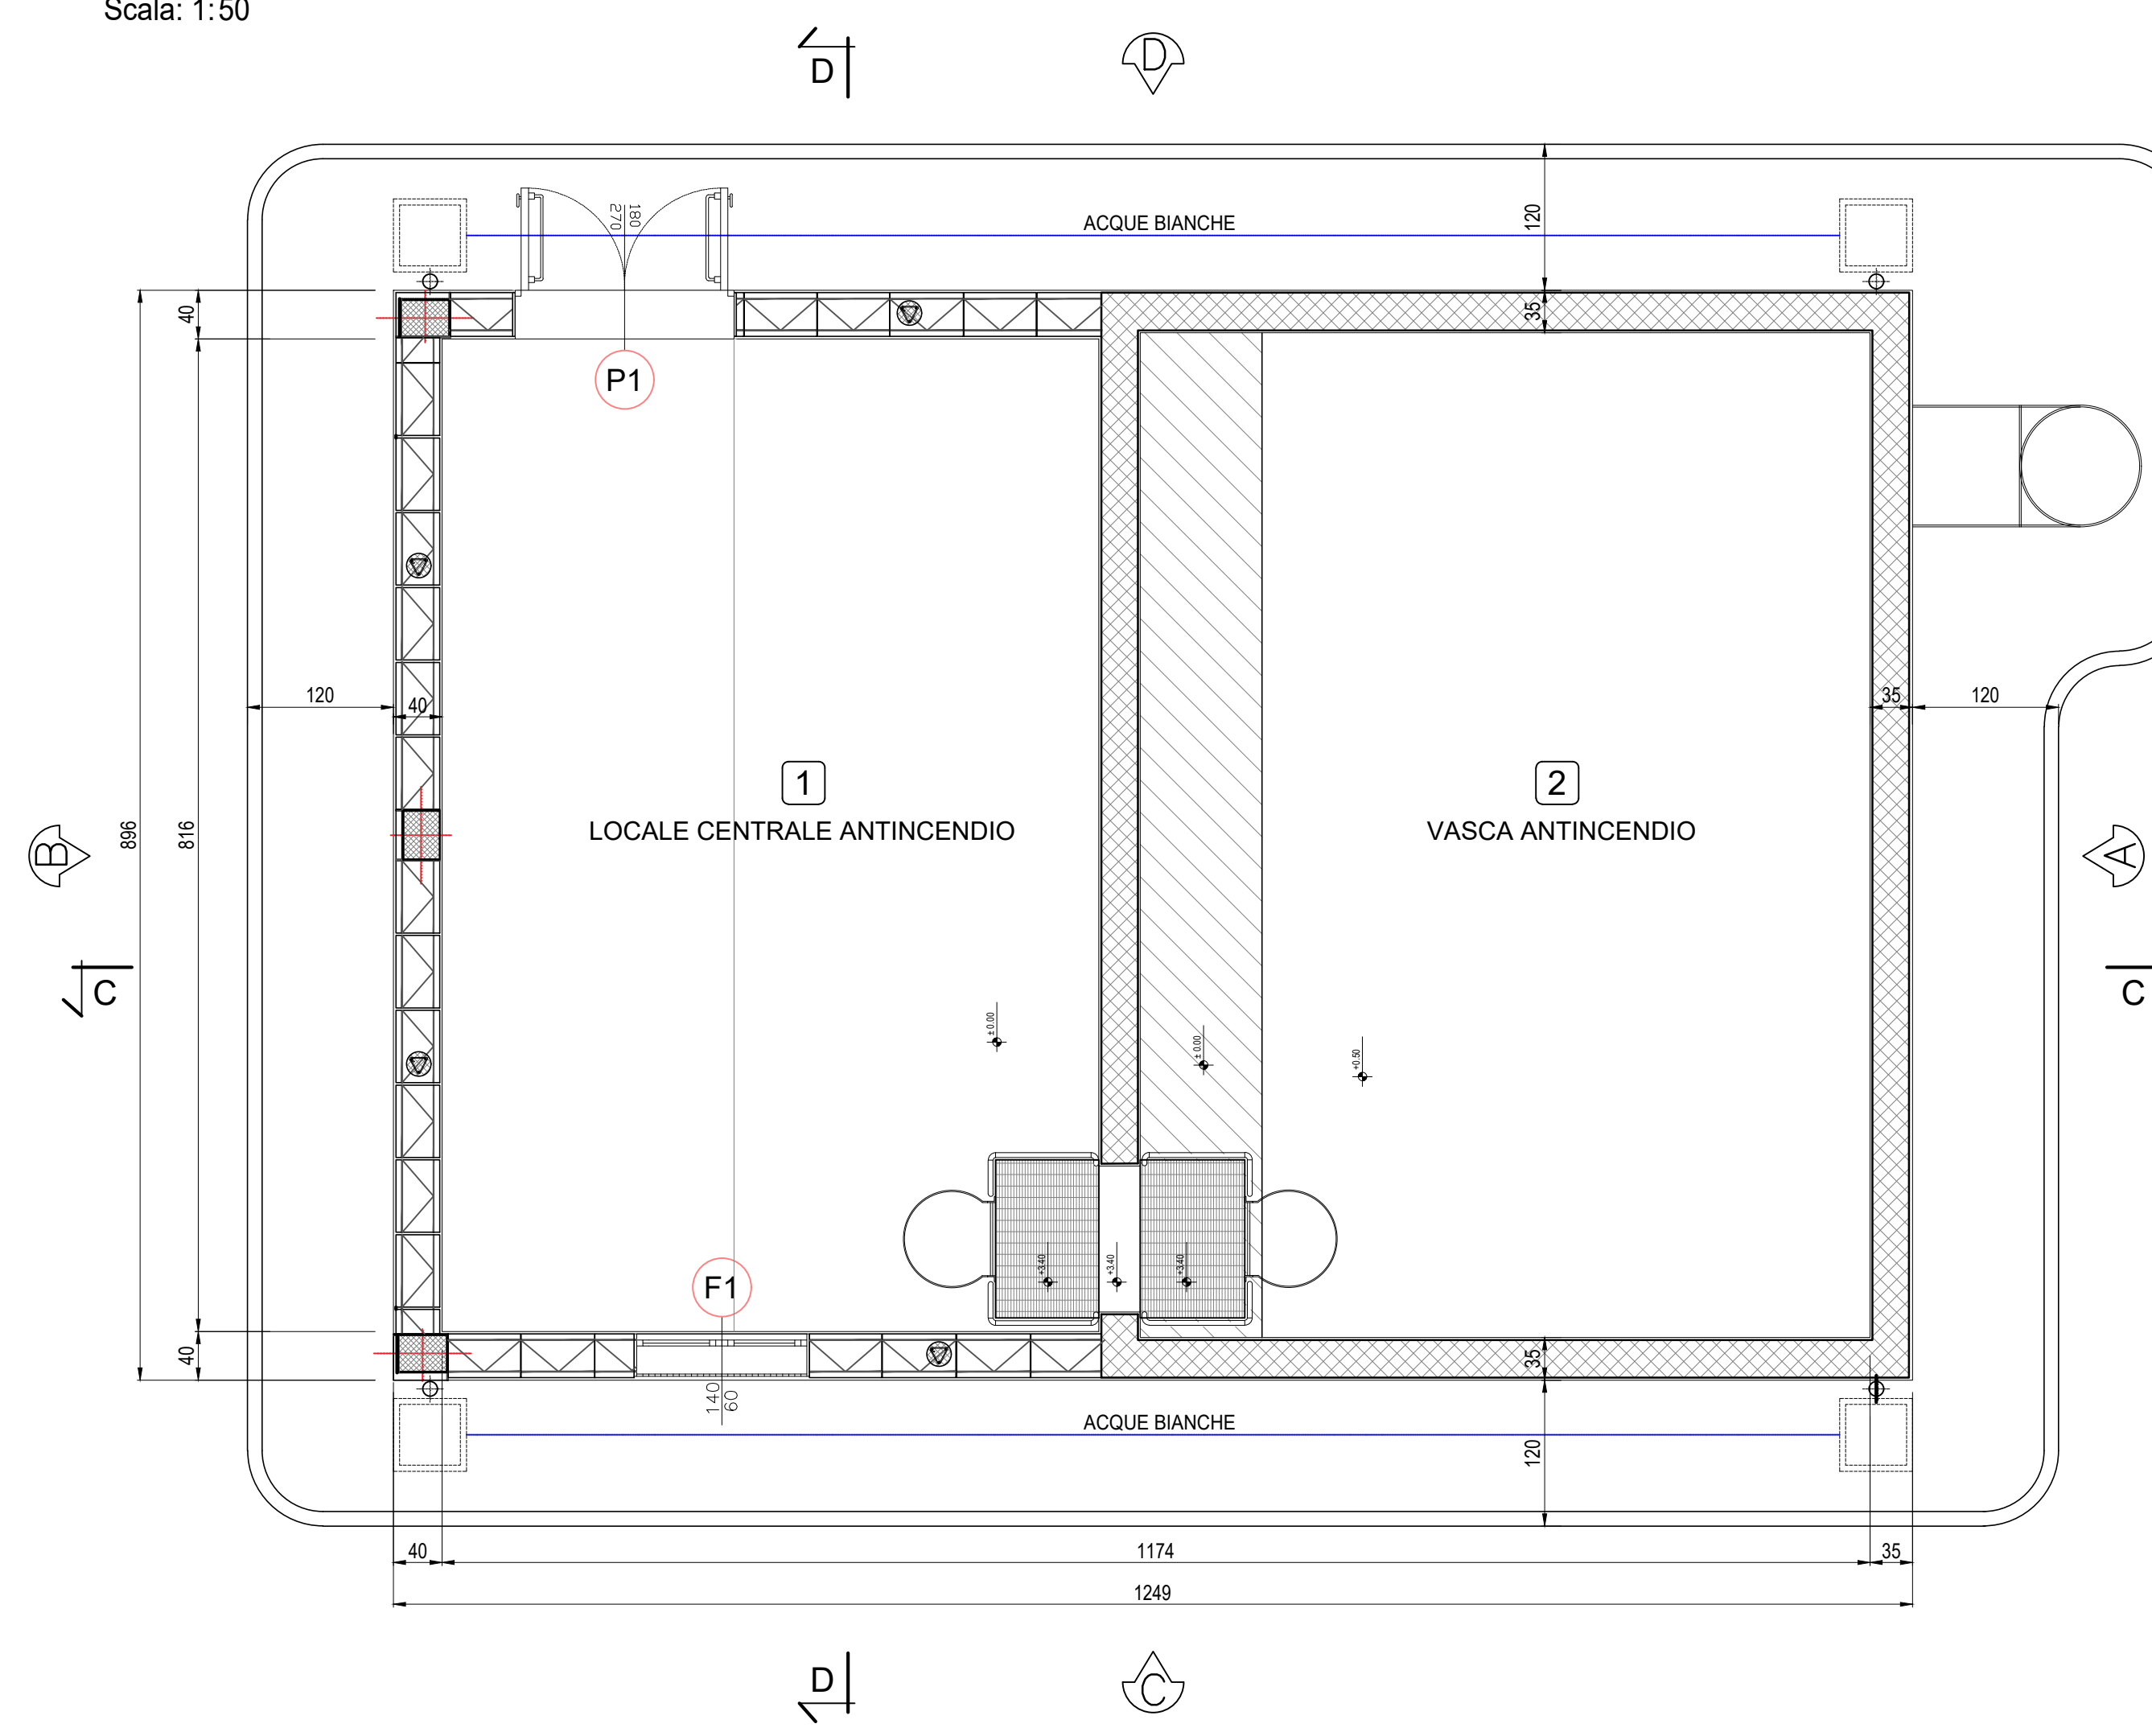 Scala: 1:50
D
D
180
270
ACQUE BIANCHE
120
40
35
P1
120
40
35
120
1
2
LOCALE CENTRALE ANTINCENDIO
VASCA ANTINCENDIO
896
816
B
A
C
C
± 0.00
± 0.00
+0.50
+3.40
+3.40
+3.40
F1
40
35
140
60
ACQUE BIANCHE
120
40
1174
35
1249
D
C